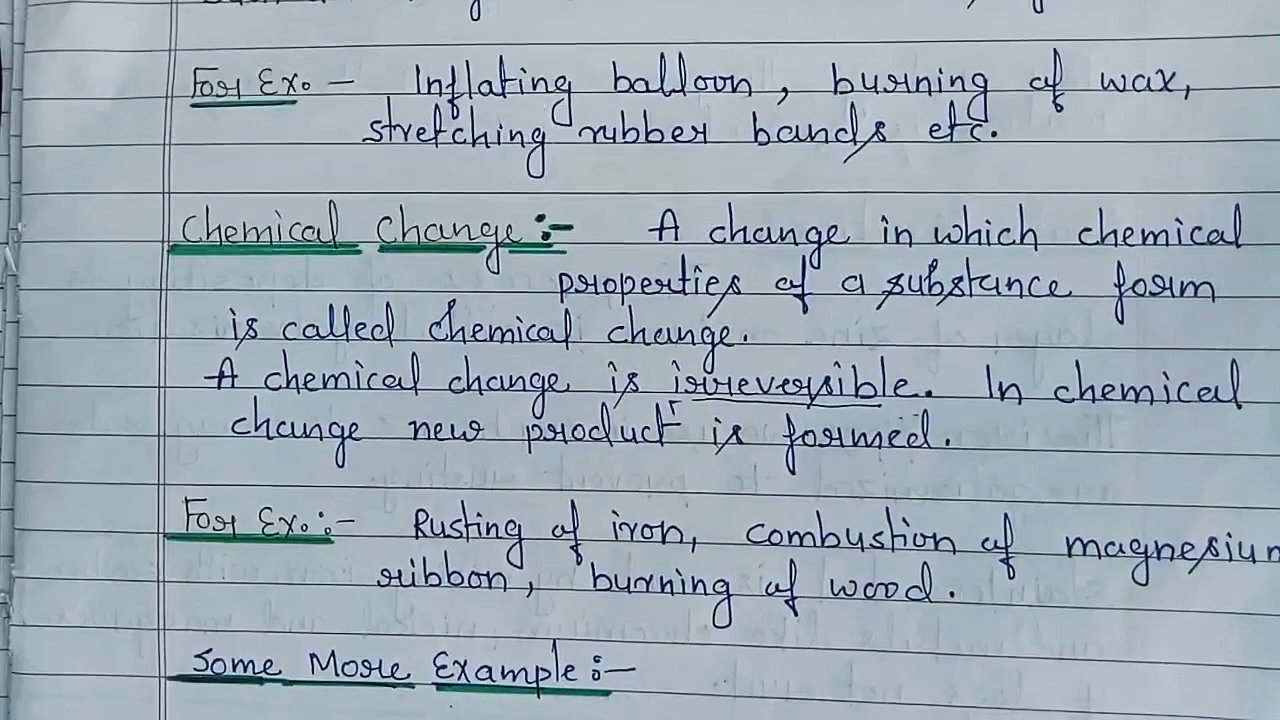 For Ex. - Inflating balloon, burning of wax,
stretching rubber bands etc.
Chemical Change :- A change in which chemical
properties of a substance form
is called chemical change.
A chemical change is irreversible. In chemical
change new product is formed.
For Ex. :- Rusting of iron, combustion of magnesium
ribbon, burning of wood.
Some More Example :-